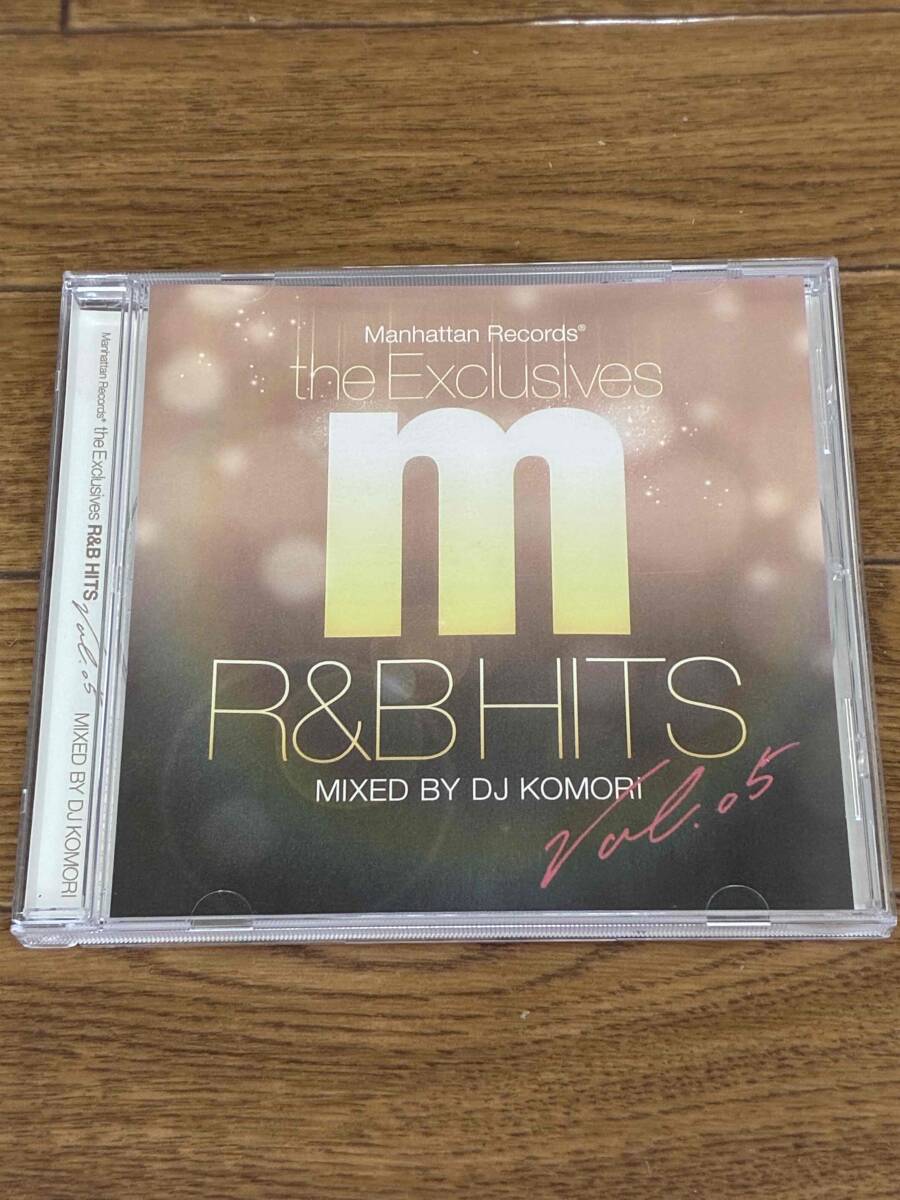 Manhattan Records®
the Exclusives
m
R&B HITS
MIXED BY DJ KOMORi
Vol.05
Manhattan Records® the Exclusives R&B HITS Vol.05 MIXED BY DJ KOMORI